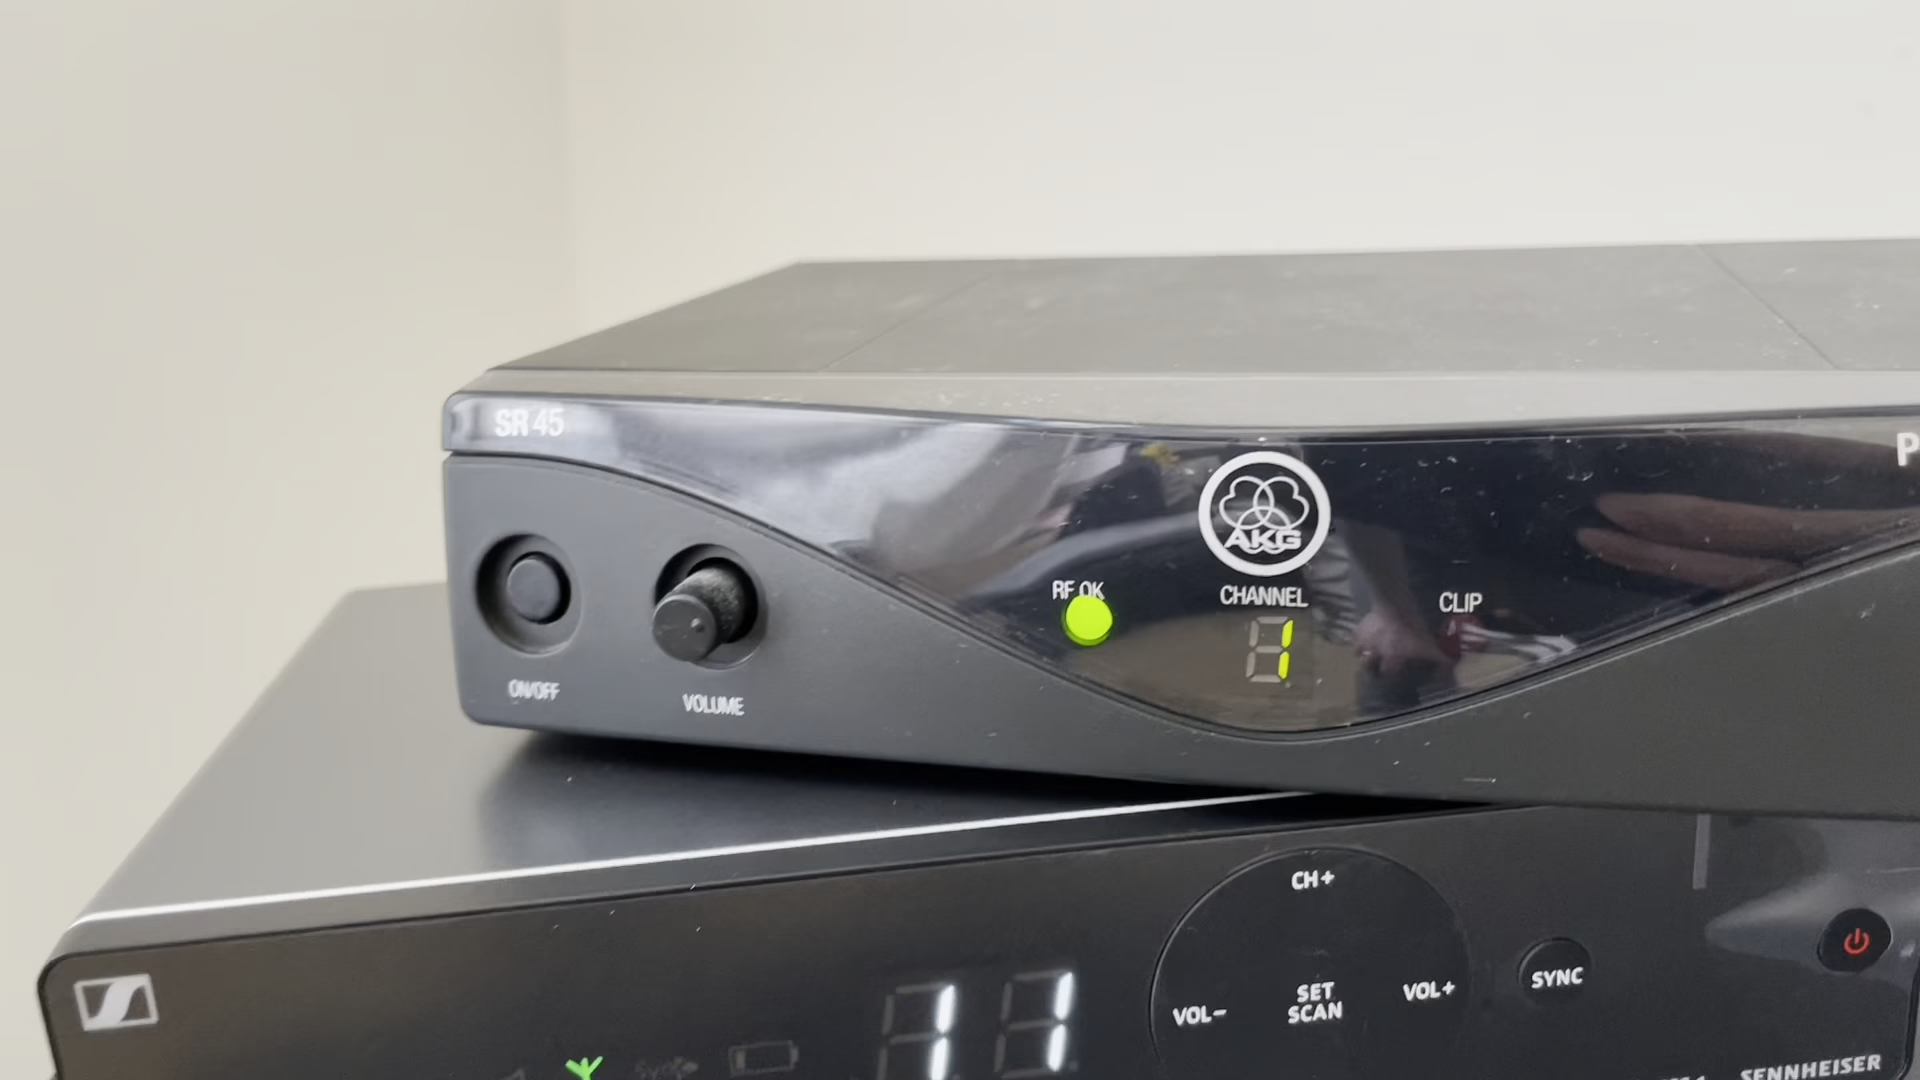 SR 45
P
AKG
RF OK
CHANNEL
CLIP
1
ON/OFF
VOLUME
CH+
VOL−
SET
SCAN
VOL+
SYNC
11
SENNHEISER